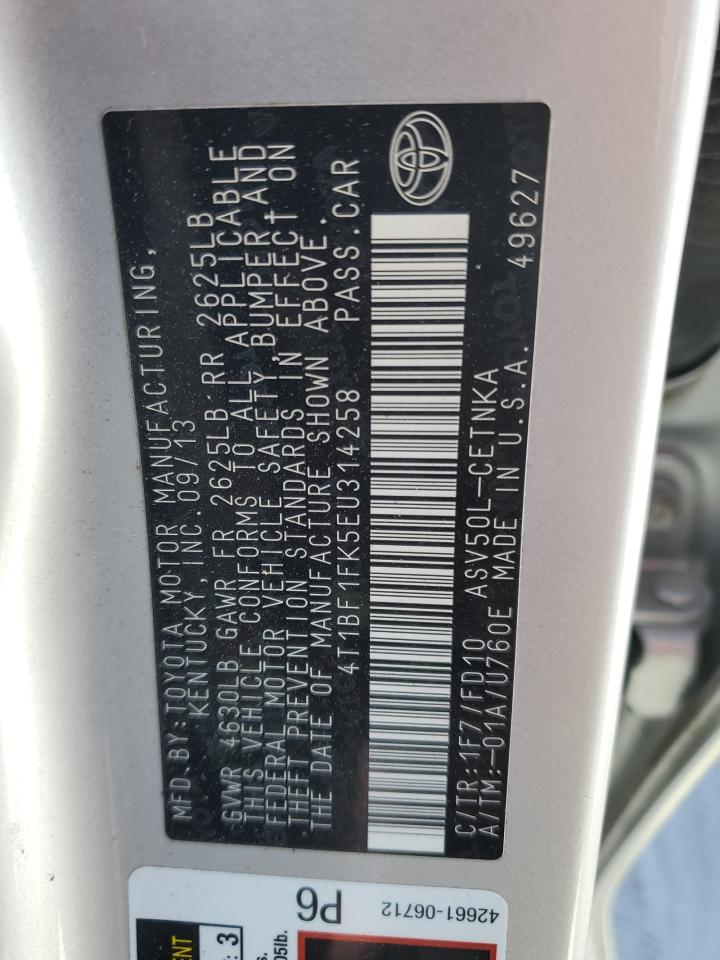 MFD.BY:TOYOTA MOTOR MANUFACTURING,
KENTUCKY, INC.09/13
GVWR 4630LB GAWR FR 2625LB RR 2625LB
THIS VEHICLE CONFORMS TO ALL APPLICABLE
FEDERAL MOTOR VEHICLE SAFETY,BUMPER,AND
THEFT PREVENTION STANDARDS IN EFFECT ON
THE DATE OF MANUFACTURE SHOWN ABOVE.
4T1BF1FK5EU314258 PASS.CAR
C/TR:1F7/FD10 ASV50L-CETNKA
A/TM:-01A/U760E MADE IN U.S.A. 49627
P6
42661-06712
: 3
05lb.